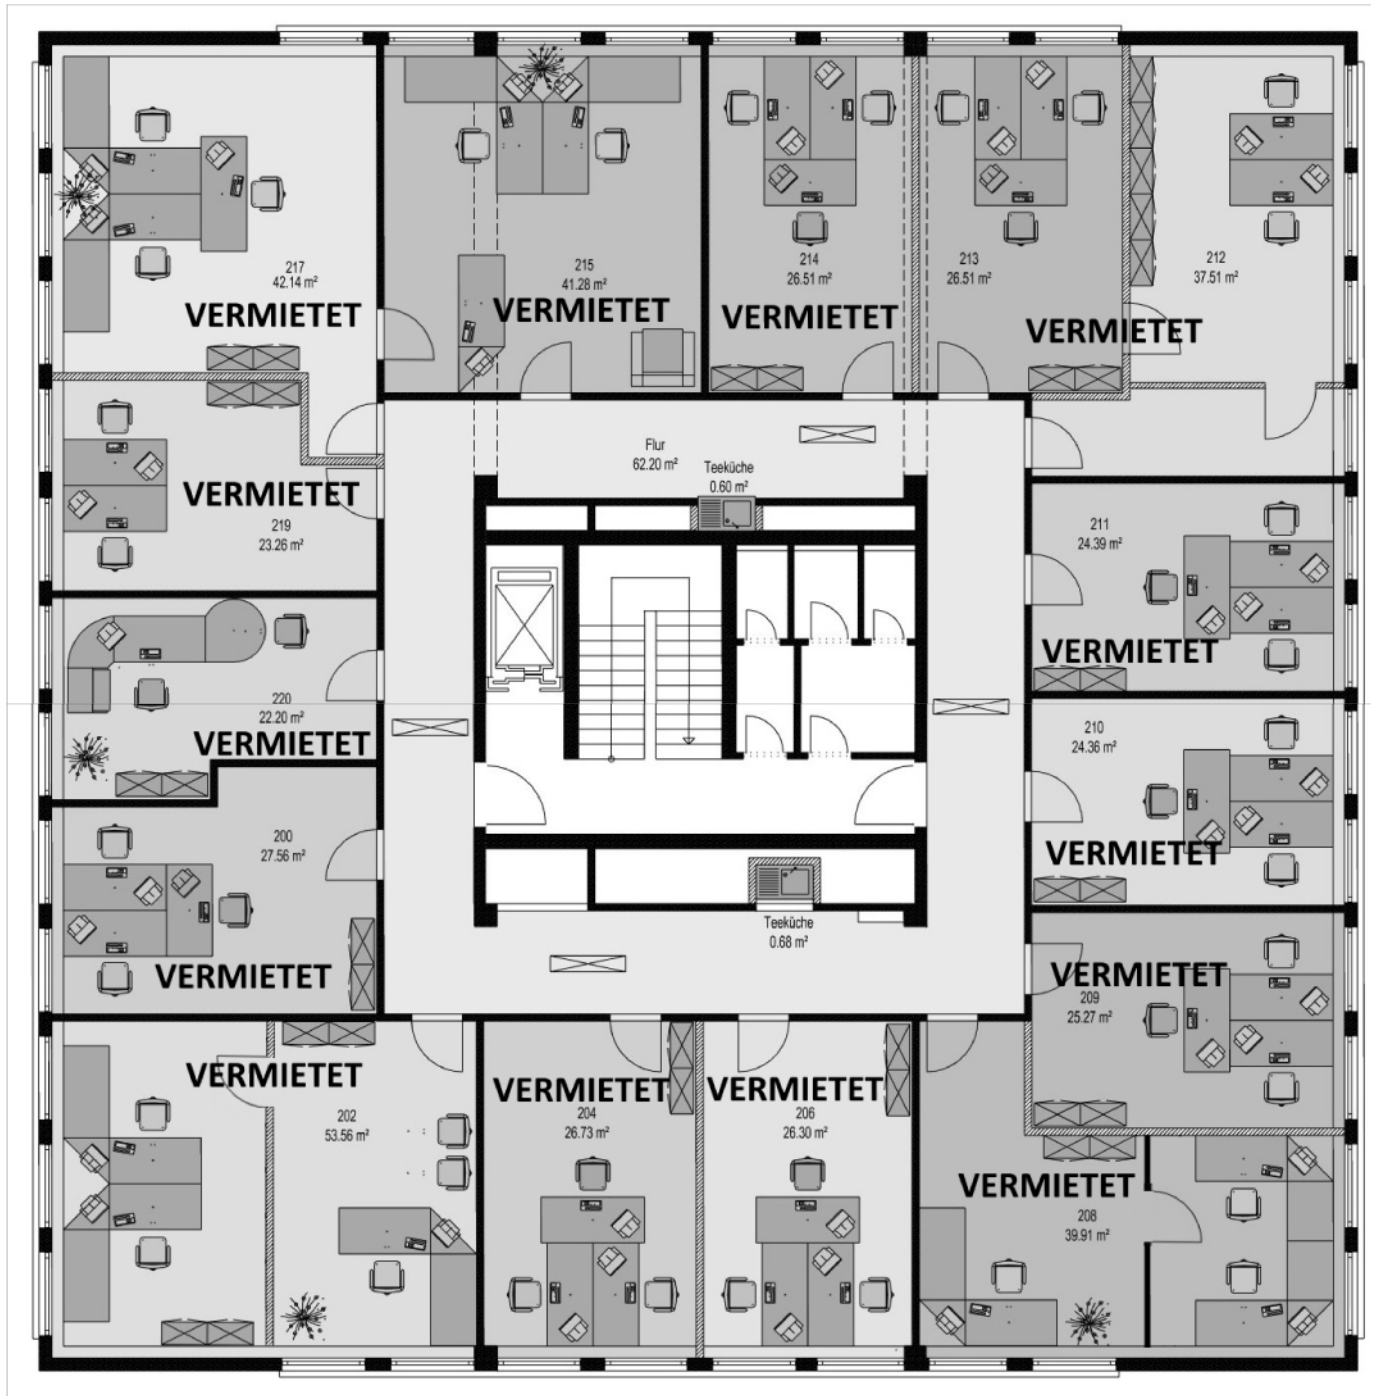 217
42.14 m²
VERMIETET
215
41.28 m²
VERMIETET
214
26.51 m²
VERMIETET
213
26.51 m²
VERMIETET
212
37.51 m²
Flur
62.20 m²
Teeküche
0.60 m²
VERMIETET
219
23.26 m²
211
24.39 m²
VERMIETET
220
22.20 m²
VERMIETET
210
24.36 m²
VERMIETET
200
27.56 m²
VERMIETET
Teeküche
0.68 m²
VERMIETET
209
25.27 m²
VERMIETET
202
53.56 m²
VERMIETET
204
26.73 m²
VERMIETET
206
26.30 m²
VERMIETET
208
39.91 m²